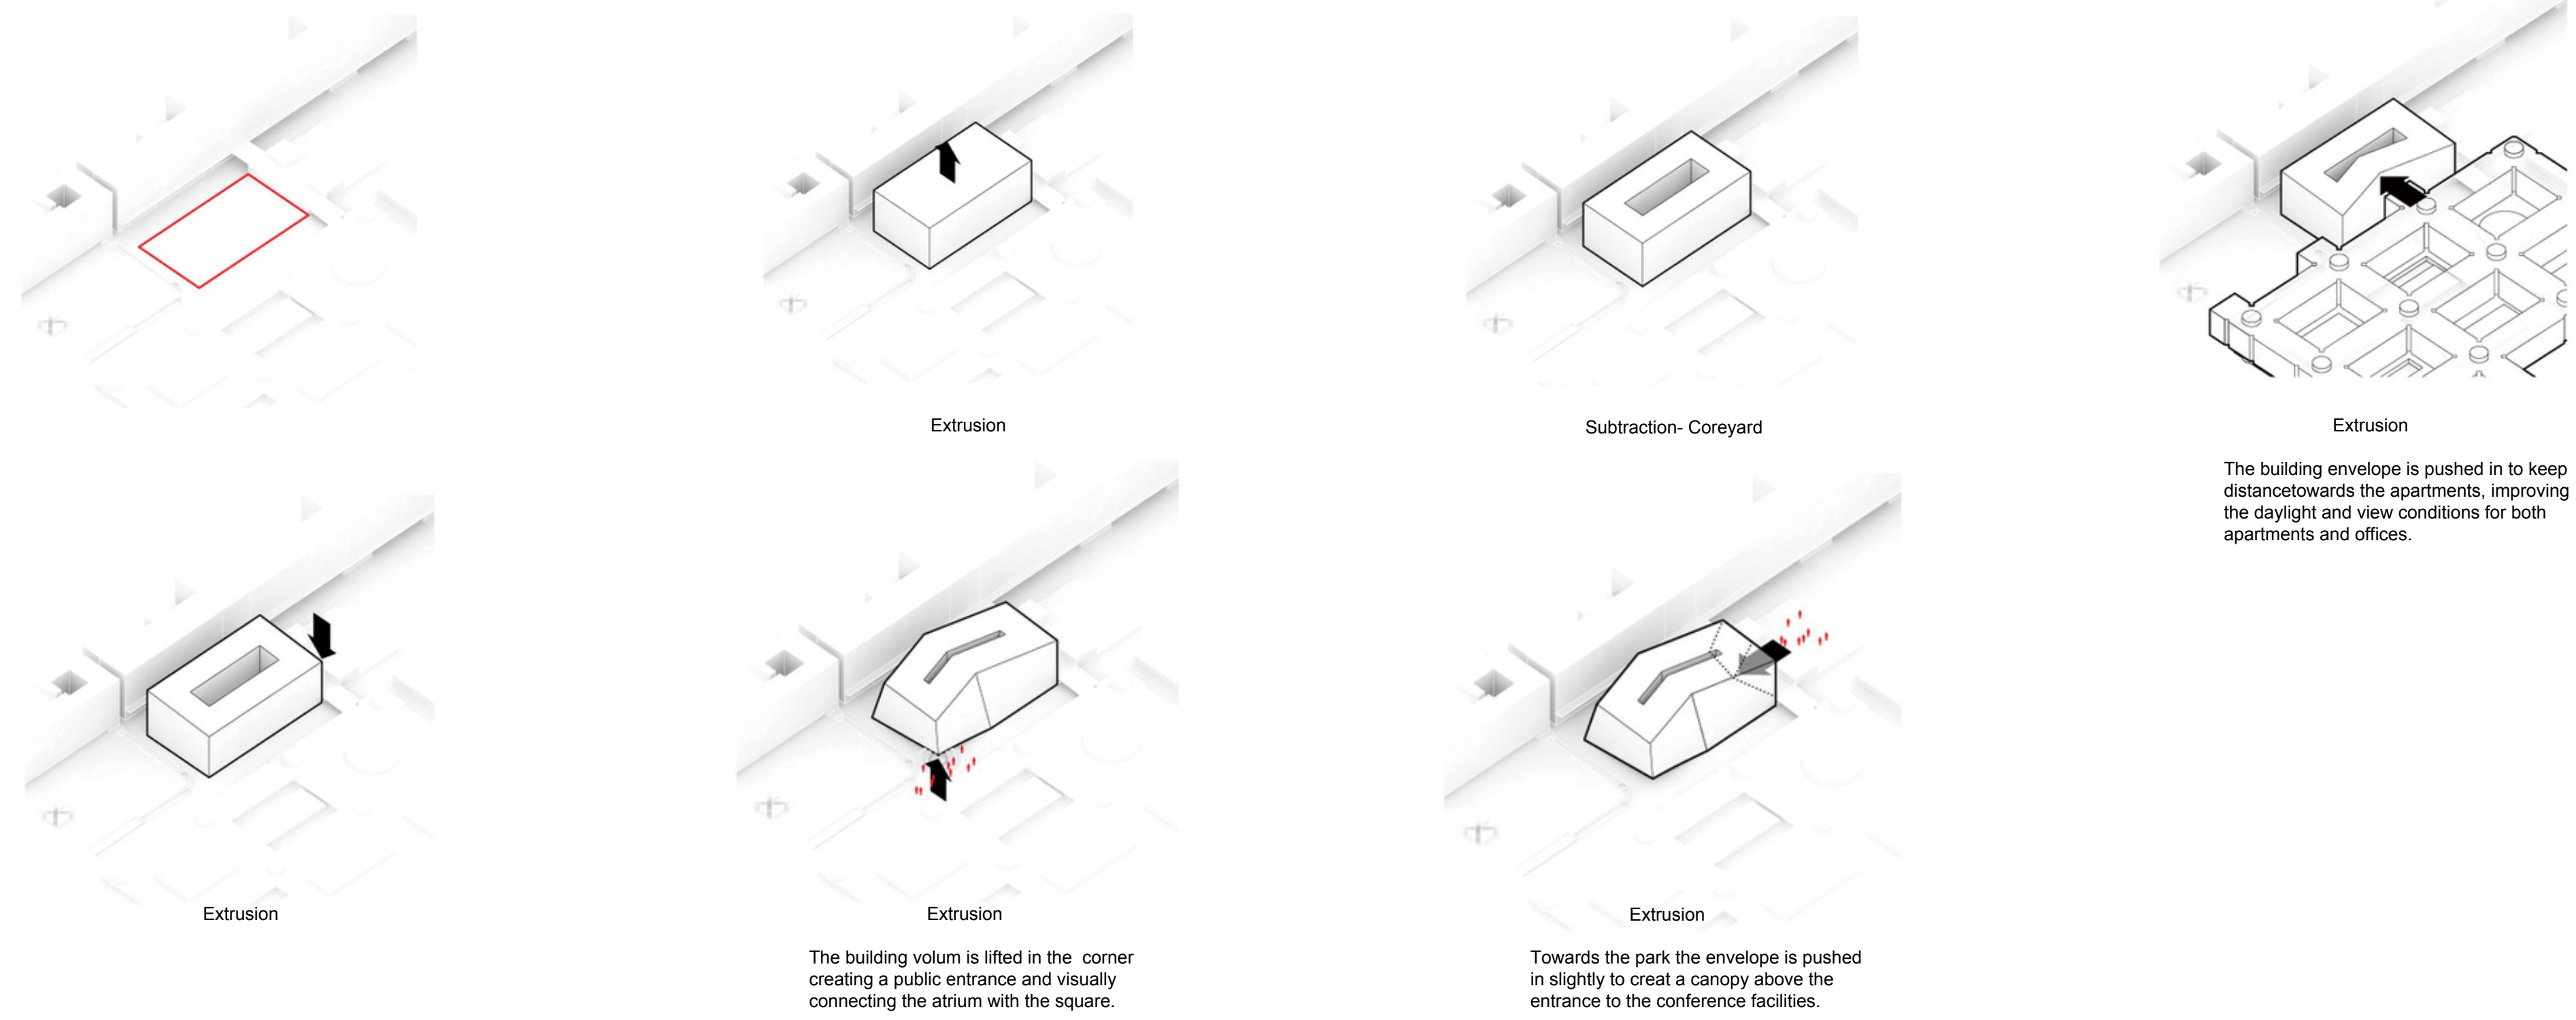 Extrusion
Subtraction- Coreyard
Extrusion
The building envelope is pushed in to keep
distancetowards the apartments, improving
the daylight and view conditions for both
apartments and offices.
Extrusion
Extrusion
The building volum is lifted in the  corner
creating a public entrance and visually
connecting the atrium with the square.
Extrusion
Towards the park the envelope is pushed
in slightly to creat a canopy above the
entrance to the conference facilities.